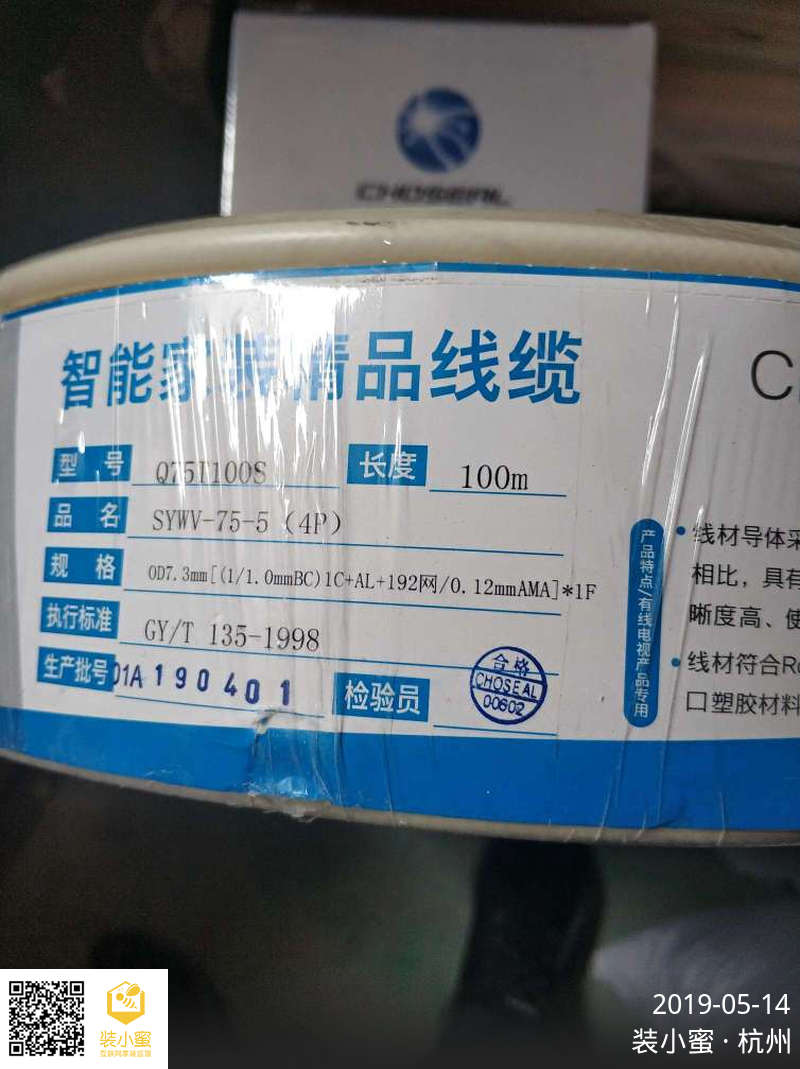 CHOSEAL
智能家装精品线缆
C
型 号 Q75I100S 长度 100m
品 名 SYWV-75-5（4P）
规 格 OD7.3mm[(1/1.0mmBC)1C+AL+192网/0.12mmAMA]*1F
执行标准 GY/T 135-1998
生产批号 01A 190401 检验员
合格
CHOSEAL
00602
产品特点/有线电视产品专用
•线材导体采
相比，具有
晰度高、使
•线材符合Ro
口塑胶材料
装小蜜
2019-05-14
装小蜜·杭州